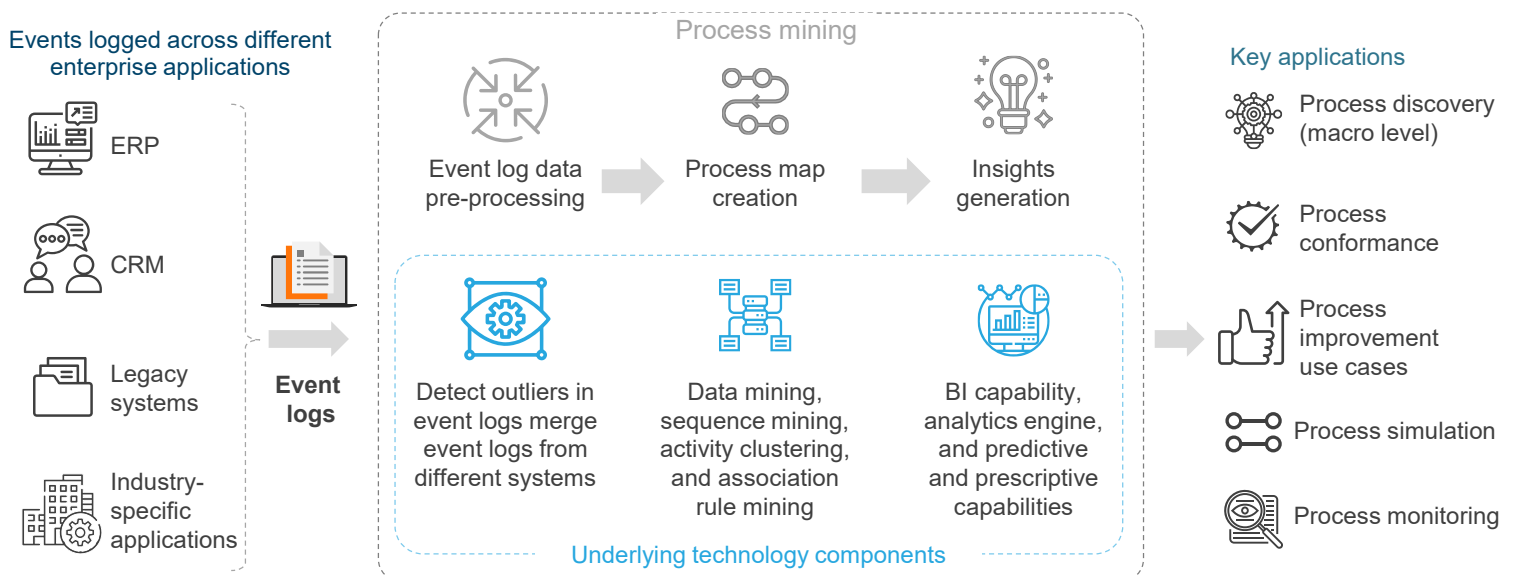 Events logged across different
enterprise applications
ERP
CRM
Legacy
systems
Industry-
specific
applications
Event
logs
Process mining
Event log data
pre-processing
Process map
creation
Insights
generation
Detect outliers in
event logs merge
event logs from
different systems
Data mining,
sequence mining,
activity clustering,
and association
rule mining
BI capability,
analytics engine,
and predictive
and prescriptive
capabilities
Underlying technology components
Key applications
Process discovery
(macro level)
Process
conformance
Process
improvement
use cases
Process simulation
Process monitoring